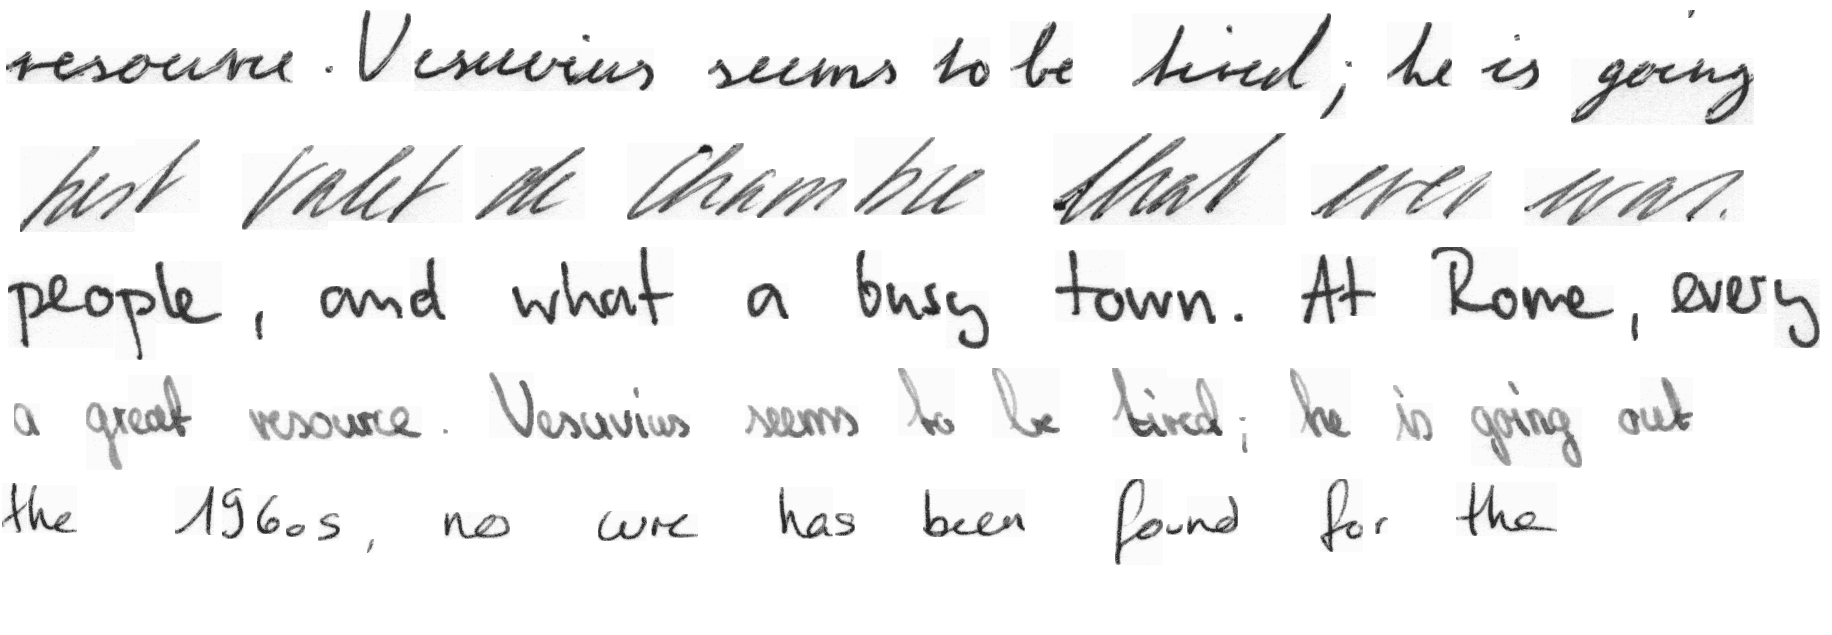 resource. Vesuvius seems to be tired; he is going
best valet de chambre that ever was.
people, and what a busy town. At Rome, every
a great resource. Vesuvius seems to be tired; he is going out
the 1960s, no cure has been found for the